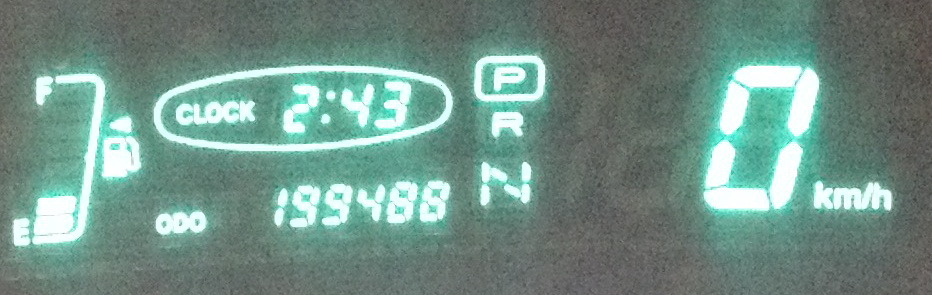 F
CLOCK 2:43
P
R
N
E
ODO 199488
0 km/h